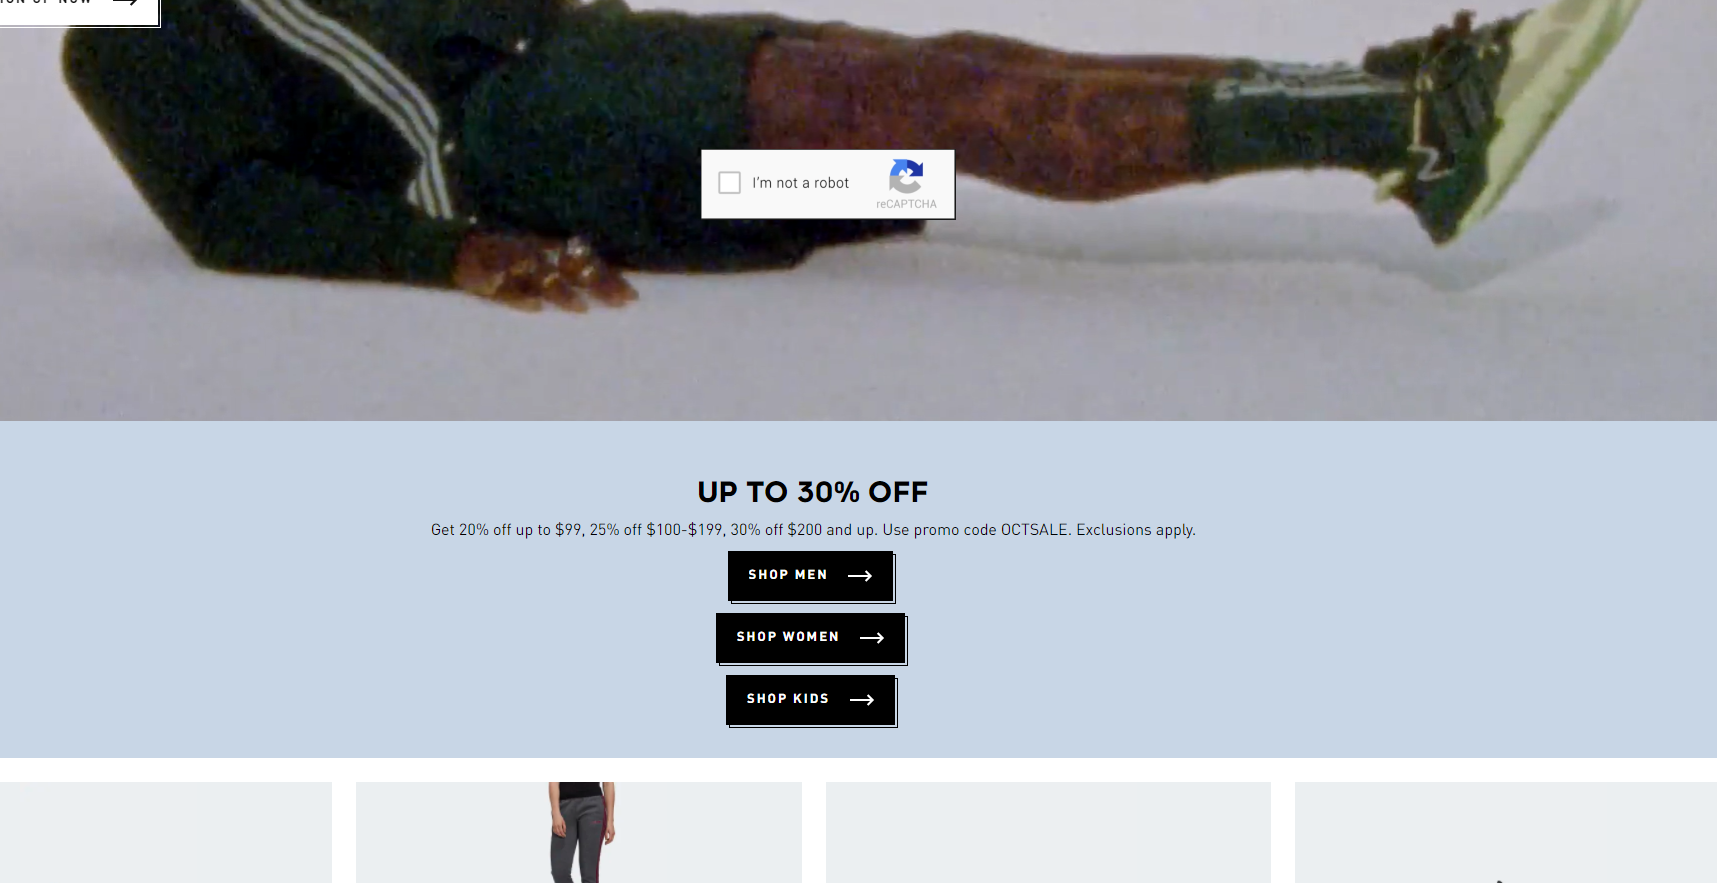 I'm not a robot
reCAPTCHA
UP TO 30% OFF
Get 20% off up to $99, 25% off $100-$199, 30% off $200 and up. Use promo code OCTSALE. Exclusions apply.
SHOP MEN
SHOP WOMEN
SHOP KIDS